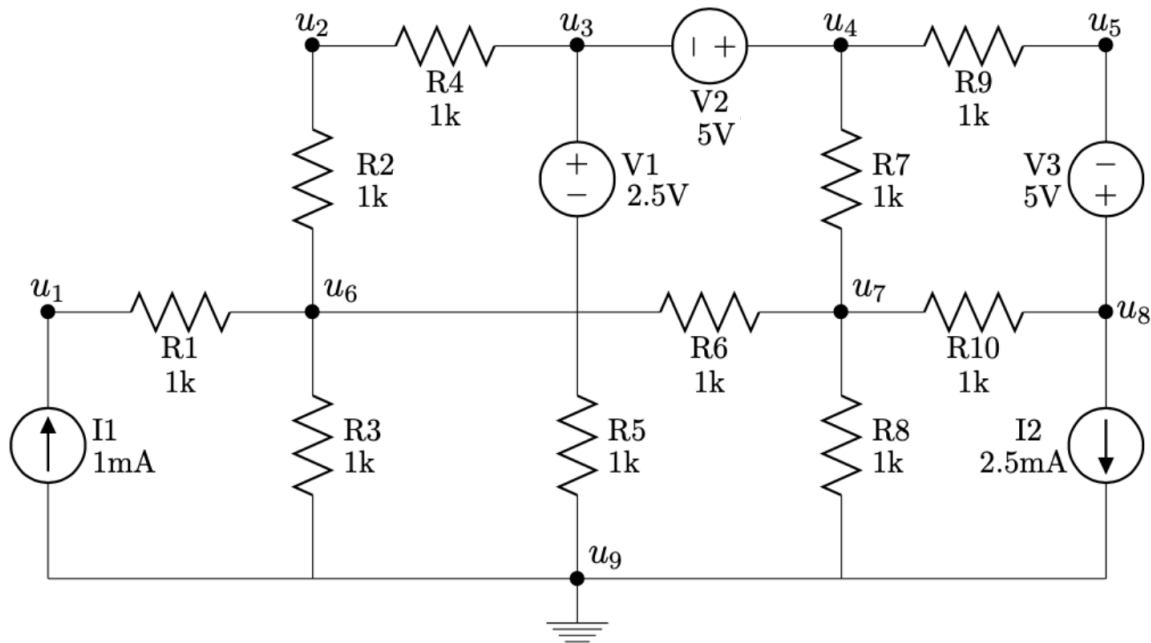 u2
u3
u4
u5
R4
1k
V2
5V
R9
1k
R2
1k
+
−
V1
2.5V
− +
R7
1k
V3
5V
−
+
u1
u6
u7
u8
R1
1k
R6
1k
R10
1k
I1
1mA
R3
1k
R5
1k
R8
1k
I2
2.5mA
u9